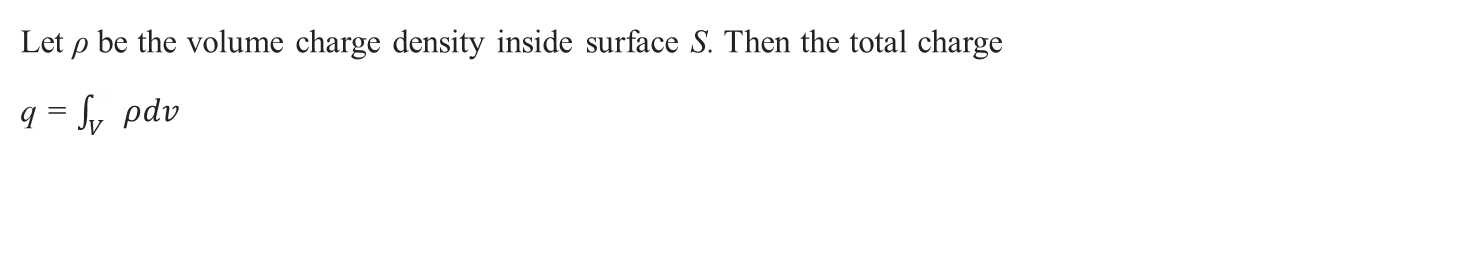 Let ρ be the volume charge density inside surface S. Then the total charge
q = ∫_V ρdv